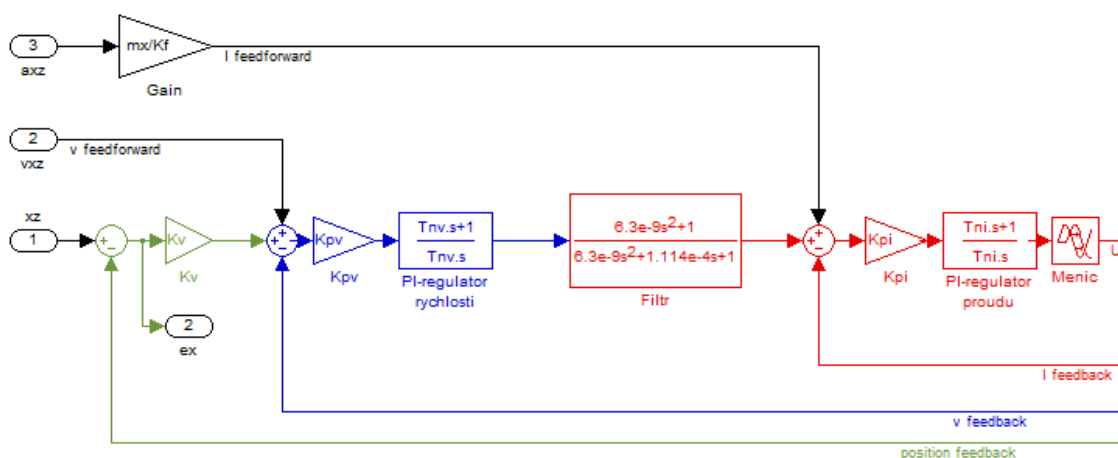 3
axz
mx/Kf
Gain
I feedforward
2
vxz
v feedforward
xz
1
Kv
Kv
2
ex
Kpv
Kpv
Tnv.s+1
Tnv.s
PI-regulator
rychlosti
6.3e-9s²+1
6.3e-9s²+1.114e-4s+1
Filtr
Kpi
Kpi
Tni.s+1
Tni.s
PI-regulator
proudu
Menic
I feedback
v feedback
position feedback